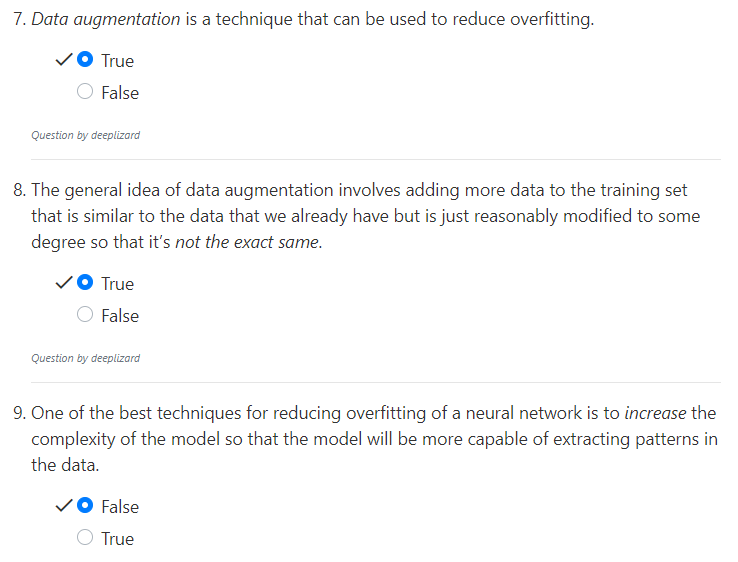 7. Data augmentation is a technique that can be used to reduce overfitting.
True
False
Question by deeplizard
8. The general idea of data augmentation involves adding more data to the training set
that is similar to the data that we already have but is just reasonably modified to some
degree so that it's not the exact same.
True
False
Question by deeplizard
9. One of the best techniques for reducing overfitting of a neural network is to increase the
complexity of the model so that the model will be more capable of extracting patterns in
the data.
False
True